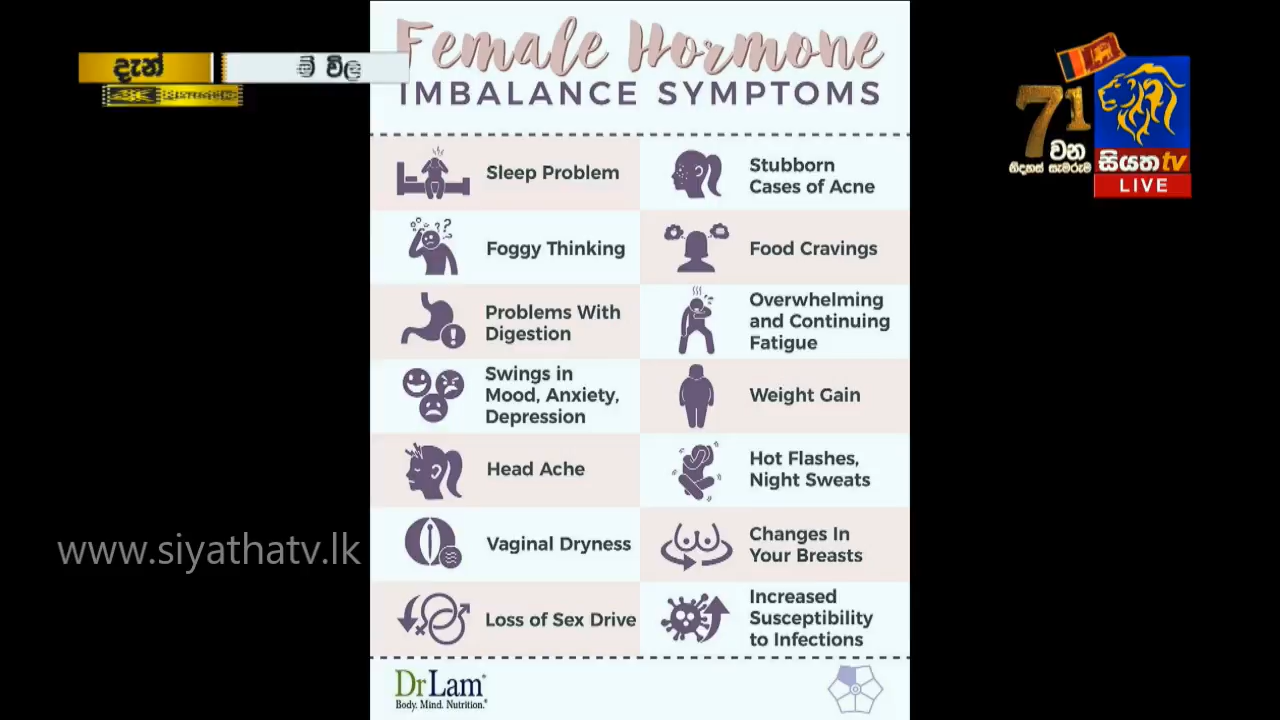 Female Hormone
IMBALANCE SYMPTOMS
දැන්
මී විල
71
වන
නිදහස් සැමරුම
සියත tv
LIVE
Sleep Problem
Stubborn
Cases of Acne
Foggy Thinking
Food Cravings
Problems With
Digestion
Overwhelming
and Continuing
Fatigue
Swings in
Mood, Anxiety,
Depression
Weight Gain
Head Ache
Hot Flashes,
Night Sweats
www.siyathatv.lk
Vaginal Dryness
Changes In
Your Breasts
Loss of Sex Drive
Increased
Susceptibility
to Infections
DrLam®
Body. Mind. Nutrition.®